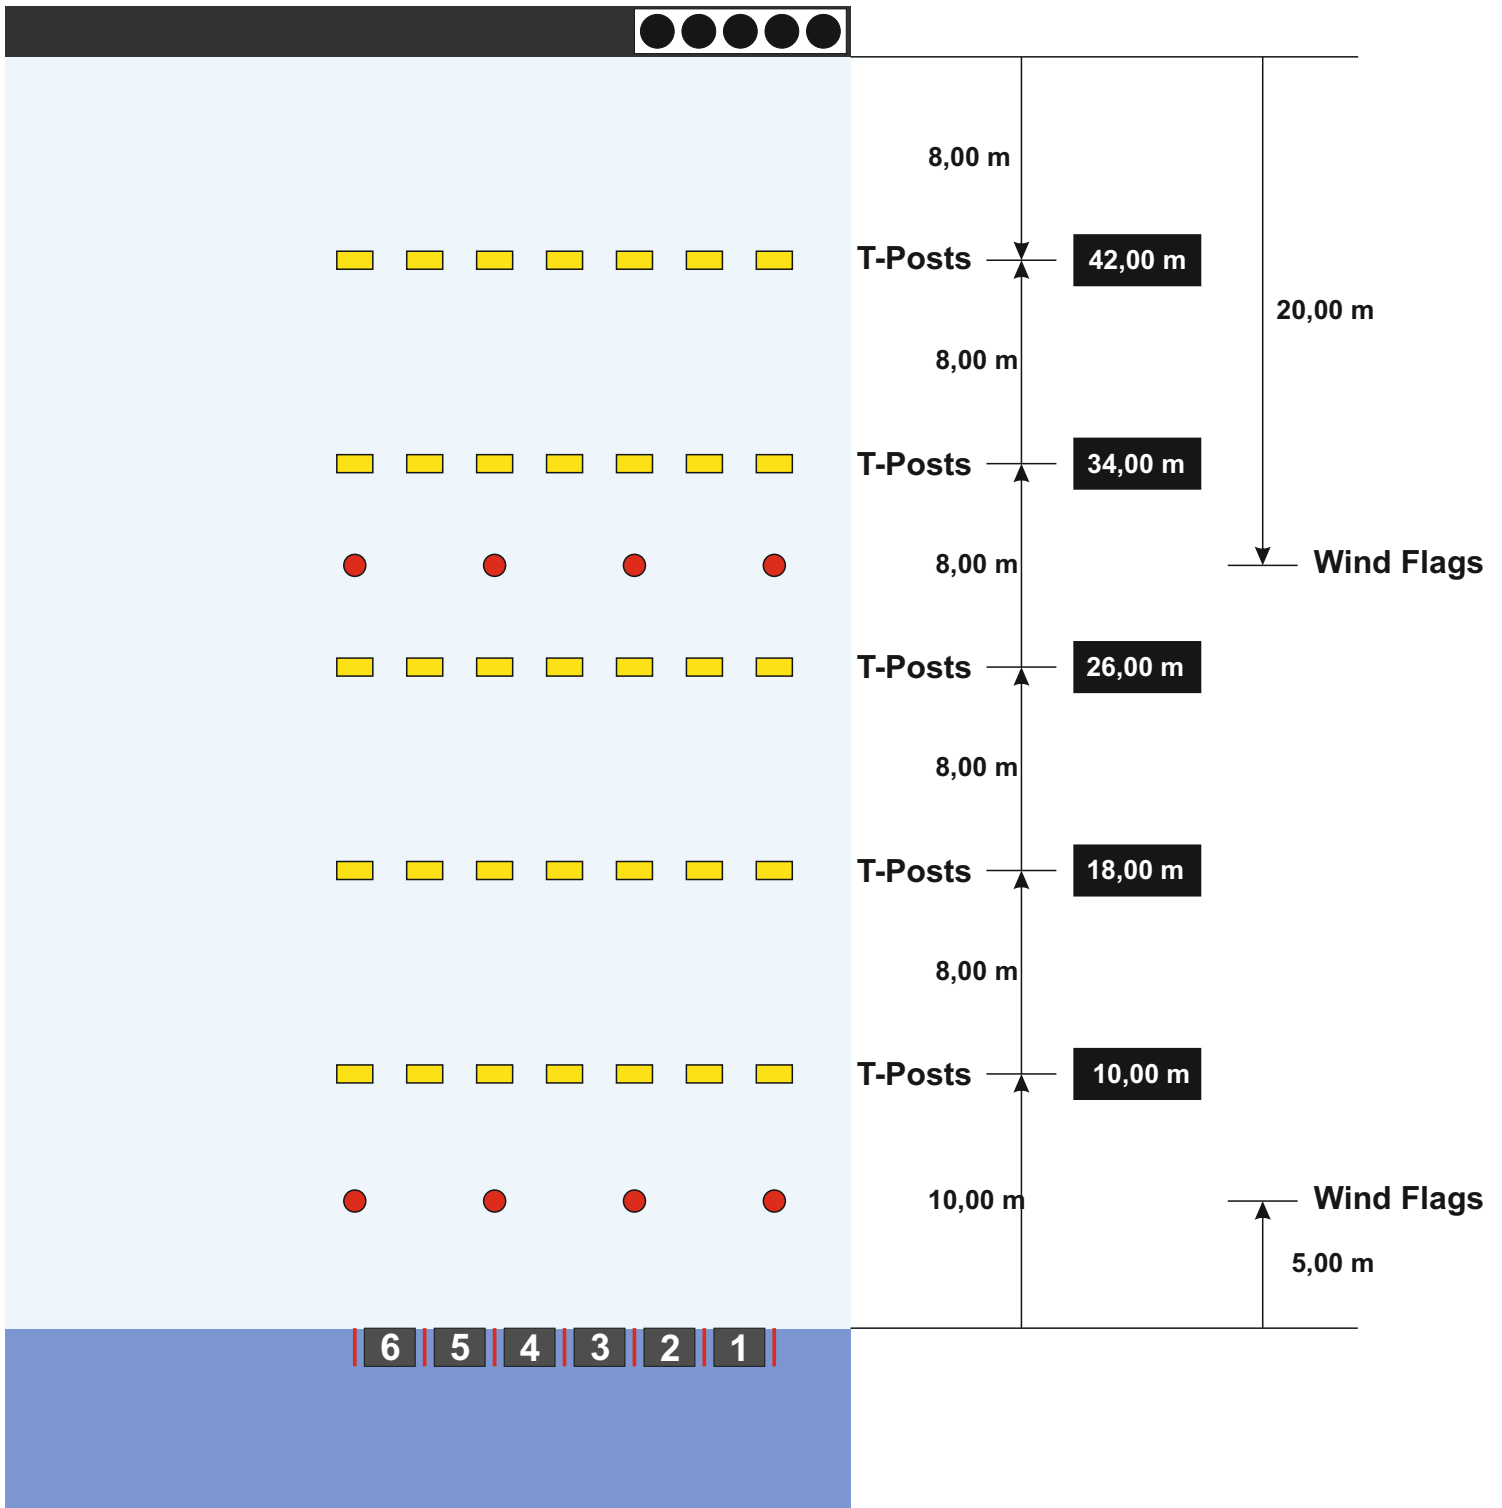 8,00 m
T-Posts 42,00 m
20,00 m
8,00 m
T-Posts 34,00 m
8,00 m Wind Flags
T-Posts 26,00 m
8,00 m
T-Posts 18,00 m
8,00 m
T-Posts 10,00 m
10,00 m Wind Flags
5,00 m
6 5 4 3 2 1